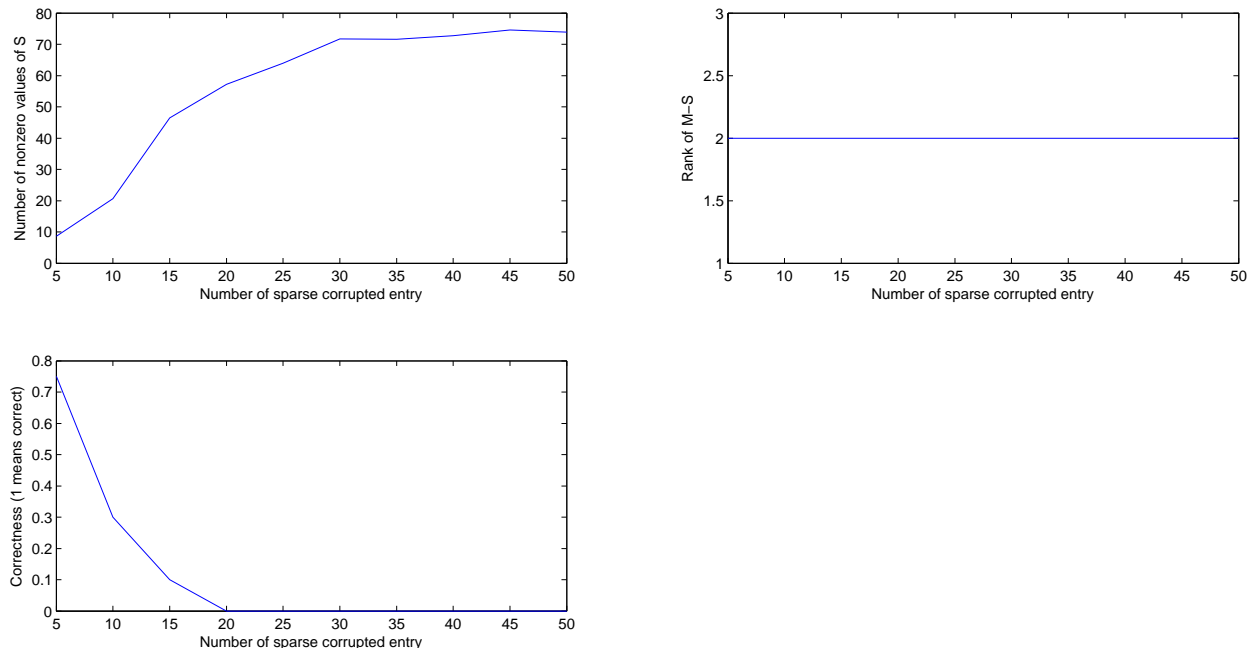 80
70
60
50
40
30
20
10
0
Number of nonzero values of S
5 10 15 20 25 30 35 40 45 50
Number of sparse corrupted entry
3
2.5
2
1.5
1
Rank of M−S
5 10 15 20 25 30 35 40 45 50
Number of sparse corrupted entry
0.8
0.7
0.6
0.5
0.4
0.3
0.2
0.1
0
Correctness (1 means correct)
5 10 15 20 25 30 35 40 45 50
Number of sparse corrupted entry